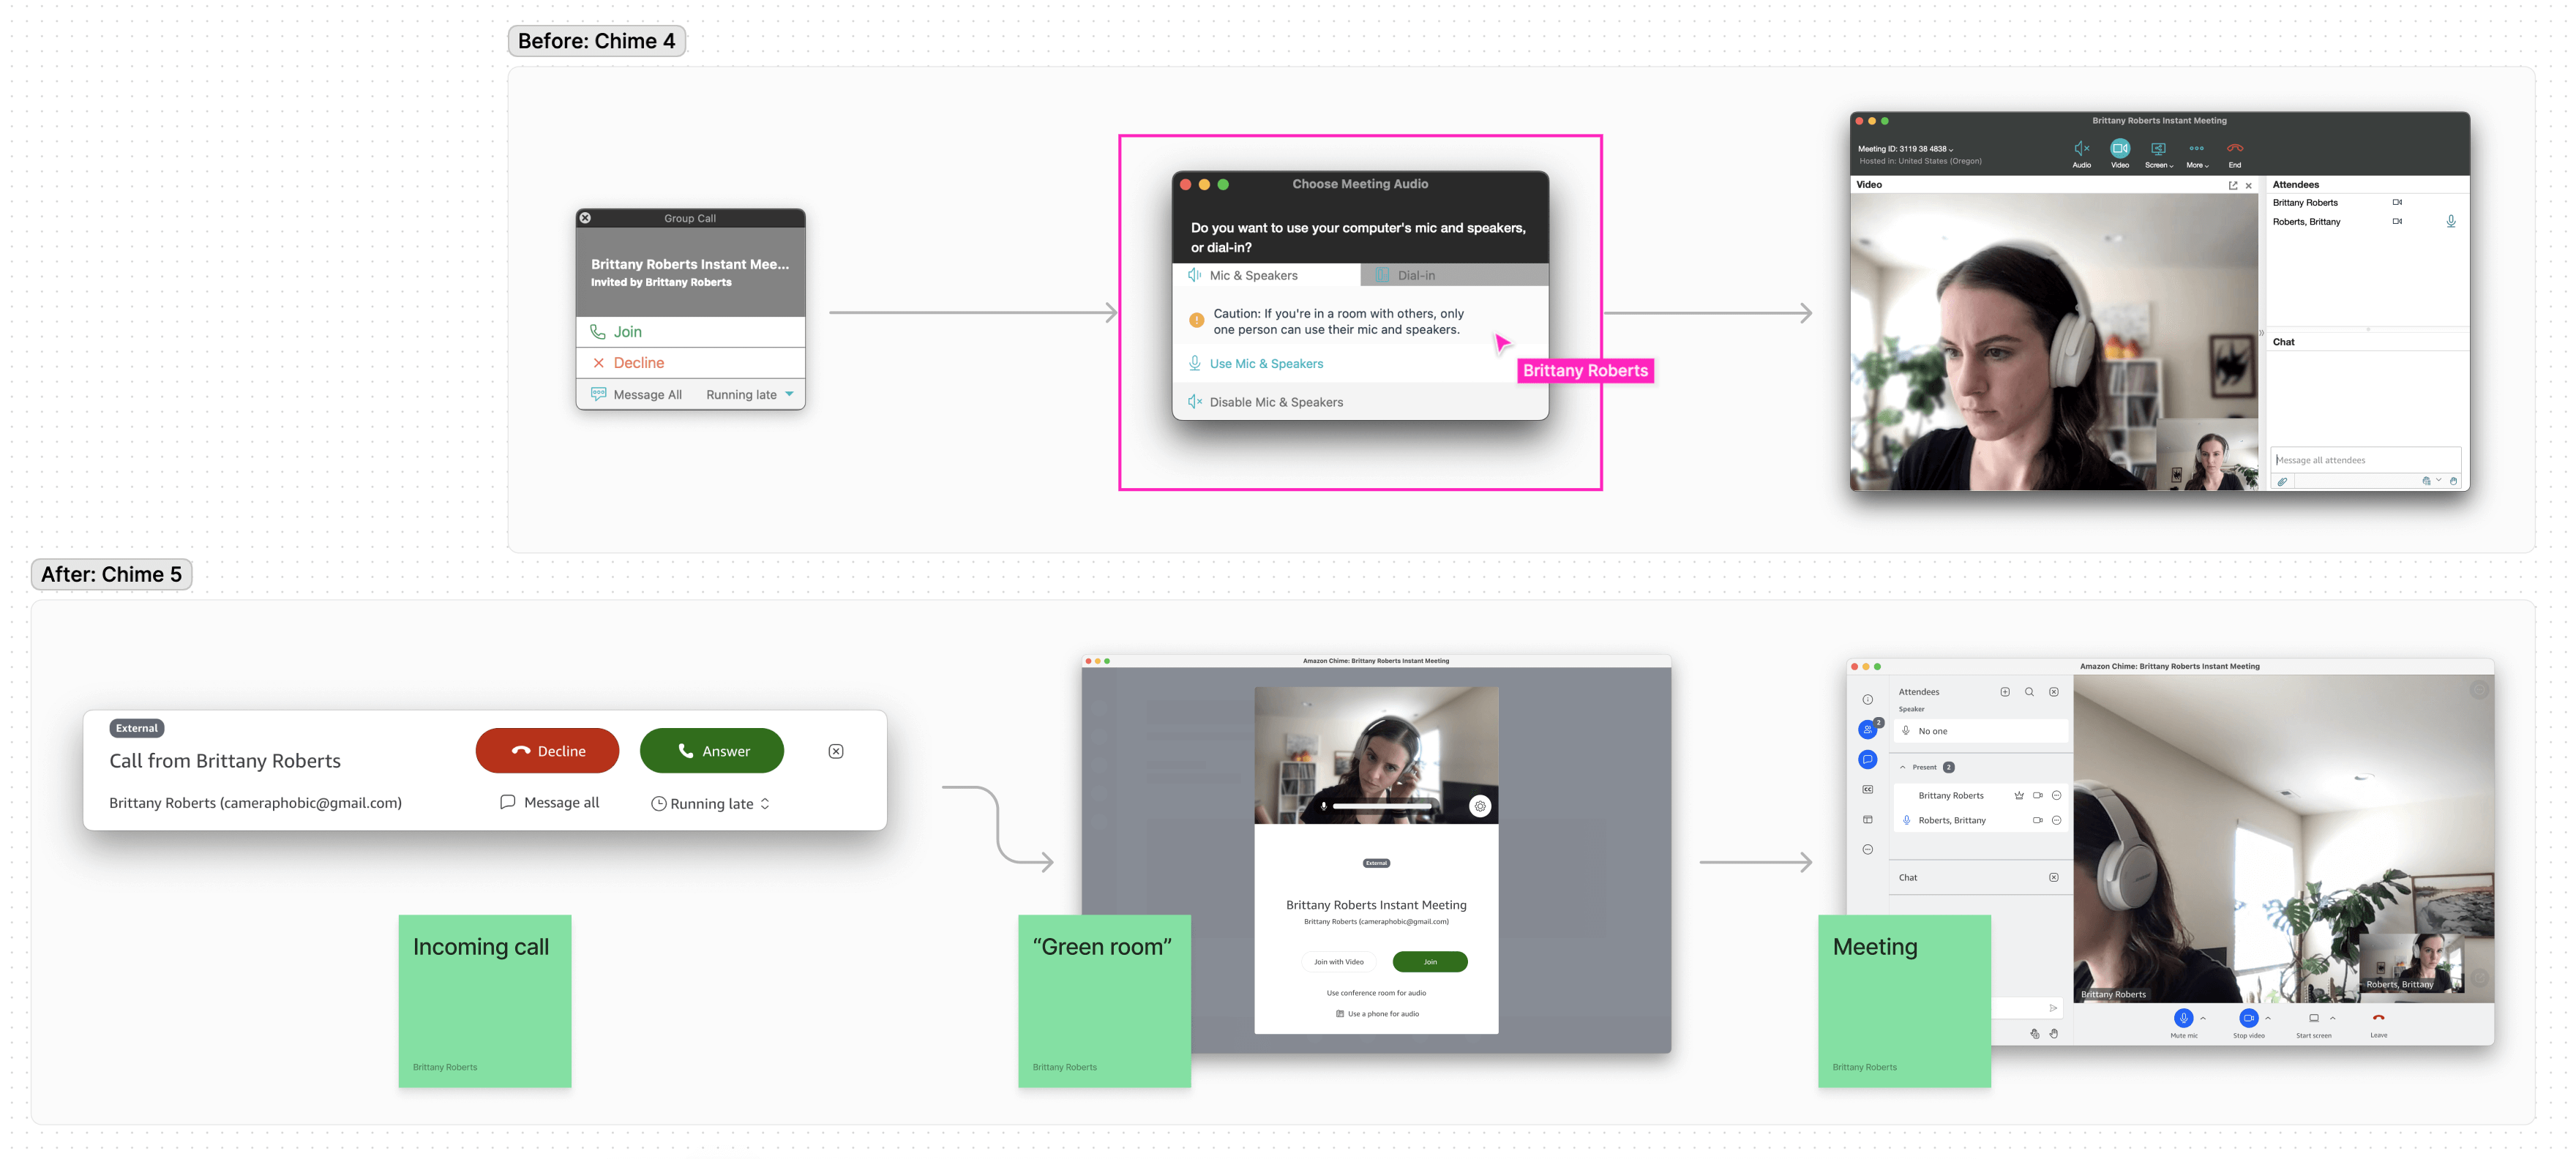 Before: Chime 4
Group Call
Brittany Roberts Instant Mee...
Invited by Brittany Roberts
Join
Decline
Message All
Running late
Choose Meeting Audio
Do you want to use your computer's mic and speakers,
or dial-in?
Mic & Speakers
Dial-in
Caution: If you're in a room with others, only
one person can use their mic and speakers.
Use Mic & Speakers
Disable Mic & Speakers
Brittany Roberts
Brittany Roberts Instant Meeting
Meeting ID: 3119 38 4838
Hosted in: United States (Oregon)
Audio
Video
Screen
More
End
Video
Attendees
Brittany Roberts
Roberts, Brittany
Chat
Message all attendees
After: Chime 5
External
Call from Brittany Roberts
Brittany Roberts (cameraphobic@gmail.com)
Decline
Answer
Message all
Running late
Incoming call
Brittany Roberts
Amazon Chime: Brittany Roberts Instant Meeting
External
Brittany Roberts Instant Meeting
Brittany Roberts (cameraphobic@gmail.com)
Join with Video
Join
Use conference room for audio
Use a phone for audio
“Green room”
Brittany Roberts
Amazon Chime: Brittany Roberts Instant Meeting
2
CC
Attendees
Speaker
No one
Present 2
Brittany Roberts
Roberts, Brittany
Chat
Brittany Roberts
Roberts, Brittany
Mute mic
Stop video
Start screen
Leave
Meeting
Brittany Roberts